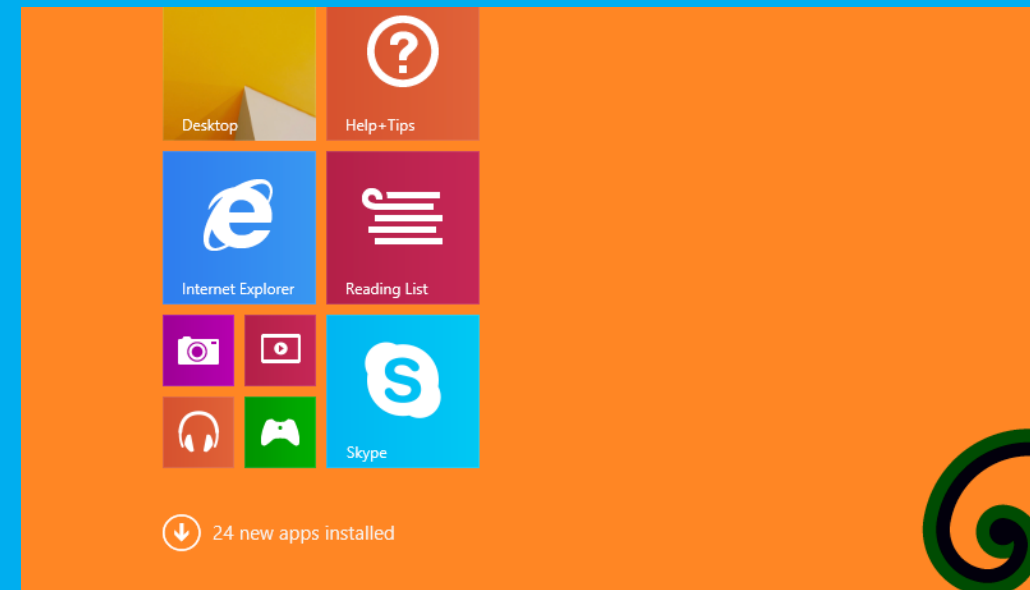 Desktop
Help+Tips
Internet Explorer
Reading List
Skype
24 new apps installed